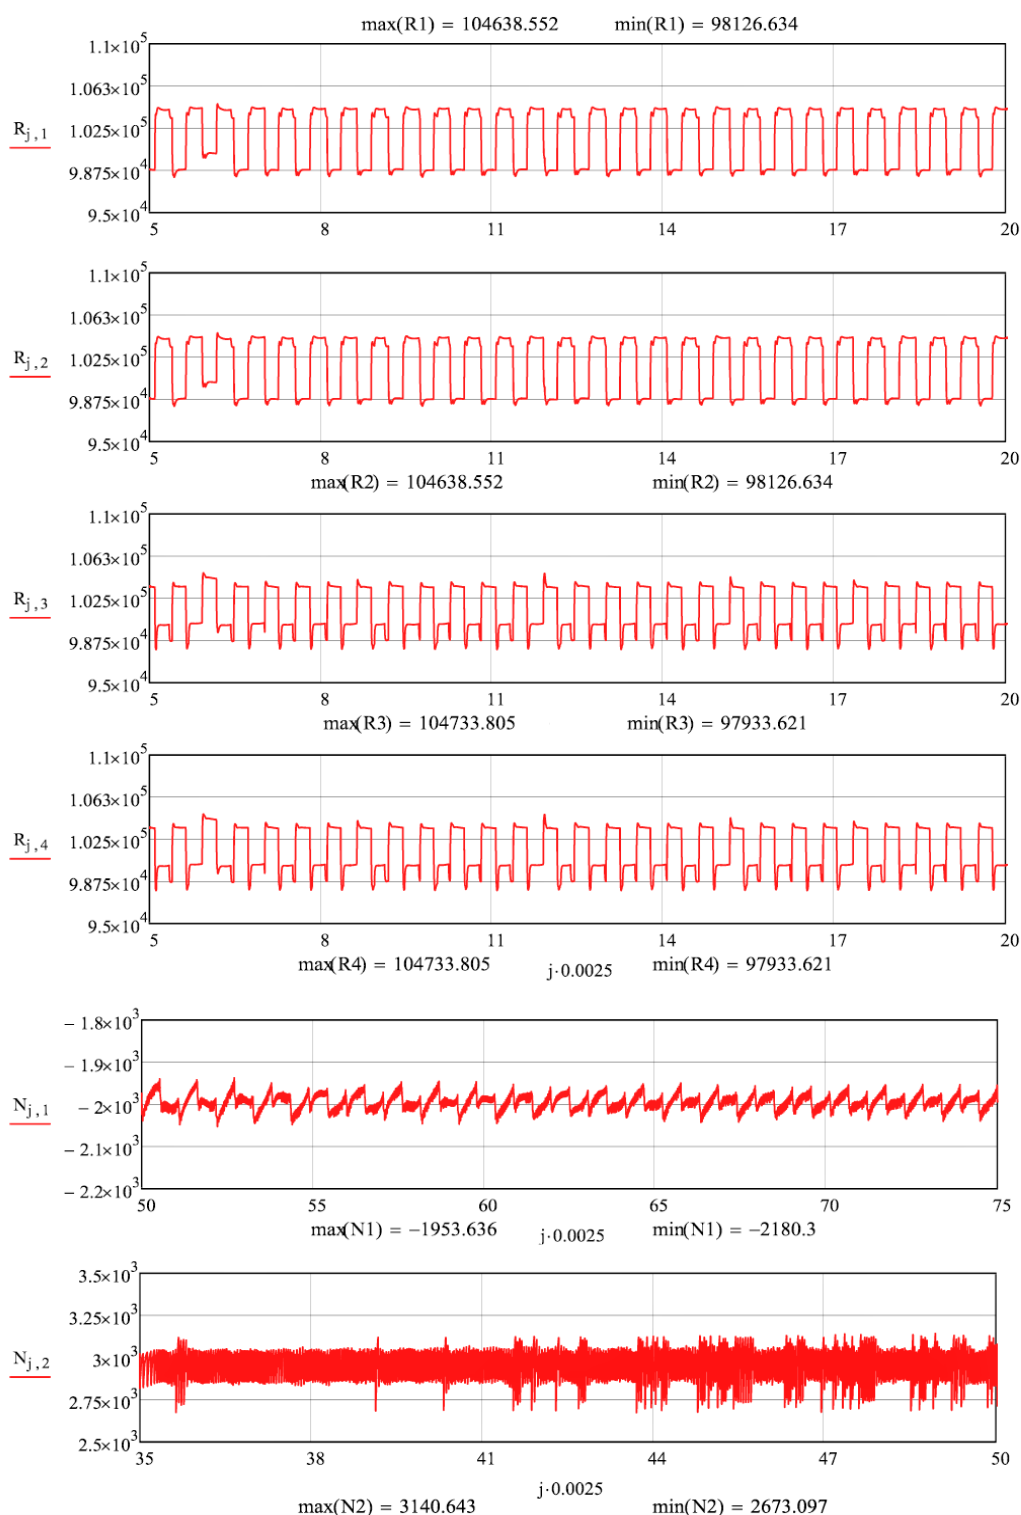 max(R1) = 104638.552 min(R1) = 98126.634
1.1×10^5
1.063×10^5
R_{j,1}
1.025×10^5
9.875×10^4
9.5×10^4
5 8 11 14 17 20
1.1×10^5
1.063×10^5
R_{j,2}
1.025×10^5
9.875×10^4
9.5×10^4
5 8 11 14 17 20
max(R2) = 104638.552 min(R2) = 98126.634
1.1×10^5
1.063×10^5
R_{j,3}
1.025×10^5
9.875×10^4
9.5×10^4
5 8 11 14 17 20
max(R3) = 104733.805 min(R3) = 97933.621
1.1×10^5
1.063×10^5
R_{j,4}
1.025×10^5
9.875×10^4
9.5×10^4
5 8 11 14 17 20
max(R4) = 104733.805 j·0.0025 min(R4) = 97933.621
− 1.8×10^3
− 1.9×10^3
N_{j,1}
− 2×10^3
− 2.1×10^3
− 2.2×10^3
50 55 60 65 70 75
max(N1) = −1953.636 j·0.0025 min(N1) = −2180.3
3.5×10^3
3.25×10^3
N_{j,2}
3×10^3
2.75×10^3
2.5×10^3
35 38 41 44 47 50
j·0.0025
max(N2) = 3140.643 min(N2) = 2673.097